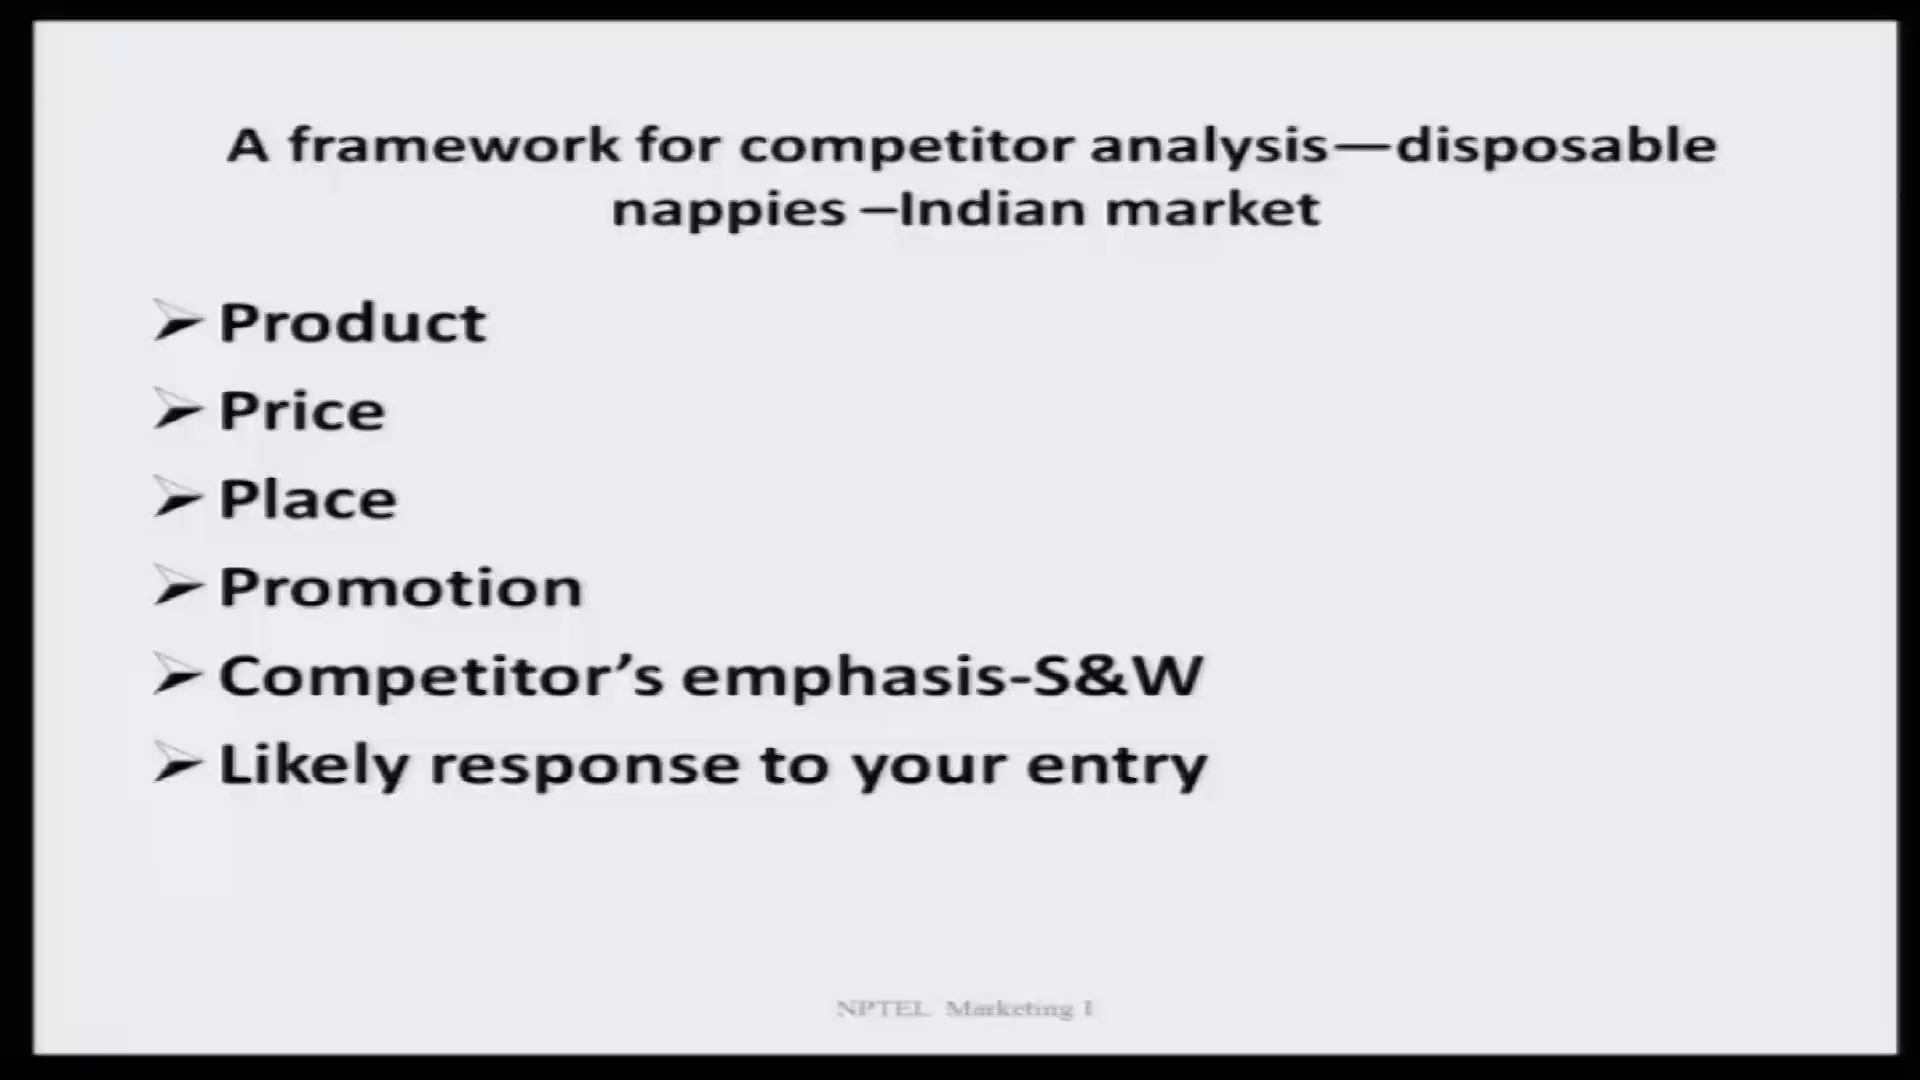 A framework for competitor analysis—disposable
nappies –Indian market
Product
Price
Place
Promotion
Competitor’s emphasis-S&W
Likely response to your entry
NPTEL Marketing I